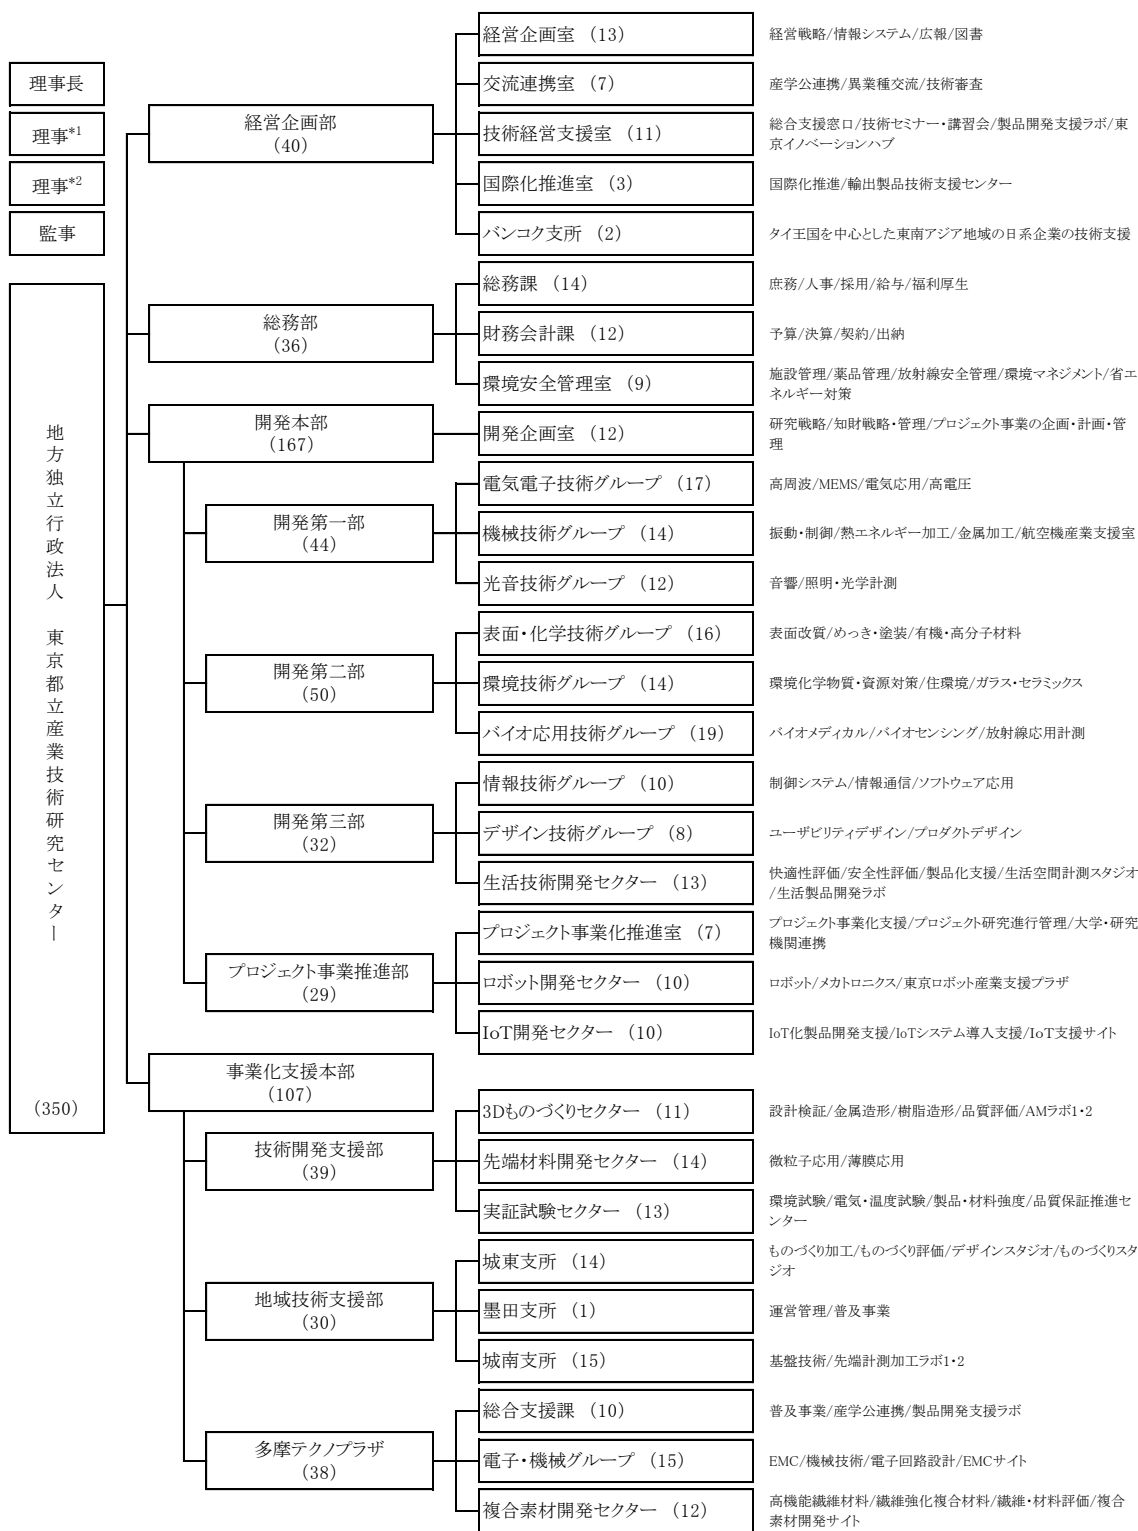 理事長
理事*1
理事*2
監事
地方独立行政法人 東京都立産業技術研究センター
(350)
経営企画部
(40)
経営企画室 (13)
経営戦略/情報システム/広報/図書
交流連携室 (7)
産学公連携/異業種交流/技術審査
技術経営支援室 (11)
総合支援窓口/技術セミナー・講習会/製品開発支援ラボ/東
京イノベーションハブ
国際化推進室 (3)
国際化推進/輸出製品技術支援センター
バンコク支所 (2)
タイ王国を中心とした東南アジア地域の日系企業の技術支援
総務部
(36)
総務課 (14)
庶務/人事/採用/給与/福利厚生
財務会計課 (12)
予算/決算/契約/出納
環境安全管理室 (9)
施設管理/薬品管理/放射線安全管理/環境マネジメント/省エ
ネルギー対策
開発本部
(167)
開発企画室 (12)
研究戦略/知財戦略・管理/プロジェクト事業の企画・計画・管
理
開発第一部
(44)
電気電子技術グループ (17)
高周波/MEMS/電気応用/高電圧
機械技術グループ (14)
振動・制御/熱エネルギー加工/金属加工/航空機産業支援室
光音技術グループ (12)
音響/照明・光学計測
開発第二部
(50)
表面・化学技術グループ (16)
表面改質/めっき・塗装/有機・高分子材料
環境技術グループ (14)
環境化学物質・資源対策/住環境/ガラス・セラミックス
バイオ応用技術グループ (19)
バイオメディカル/バイオセンシング/放射線応用計測
開発第三部
(32)
情報技術グループ (10)
制御システム/情報通信/ソフトウェア応用
デザイン技術グループ (8)
ユーザビリティデザイン/プロダクトデザイン
生活技術開発セクター (13)
快適性評価/安全性評価/製品化支援/生活空間計測スタジオ
/生活製品開発ラボ
プロジェクト事業推進部
(29)
プロジェクト事業化推進室 (7)
プロジェクト事業化支援/プロジェクト研究進行管理/大学・研究
機関連携
ロボット開発セクター (10)
ロボット/メカトロニクス/東京ロボット産業支援プラザ
IoT開発セクター (10)
IoT化製品開発支援/IoTシステム導入支援/IoT支援サイト
事業化支援本部
(107)
技術開発支援部
(39)
3Dものづくりセクター (11)
設計検証/金属造形/樹脂造形/品質評価/AMラボ1・2
先端材料開発セクター (14)
微粒子応用/薄膜応用
実証試験セクター (13)
環境試験/電気・温度試験/製品・材料強度/品質保証推進セ
ンター
地域技術支援部
(30)
城東支所 (14)
ものづくり加工/ものづくり評価/デザインスタジオ/ものづくりスタ
ジオ
墨田支所 (1)
運営管理/普及事業
城南支所 (15)
基盤技術/先端計測加工ラボ1・2
多摩テクノプラザ
(38)
総合支援課 (10)
普及事業/産学公連携/製品開発支援ラボ
電子・機械グループ (15)
EMC/機械技術/電子回路設計/EMCサイト
複合素材開発セクター (12)
高機能繊維材料/繊維強化複合材料/繊維・材料評価/複合
素材開発サイト